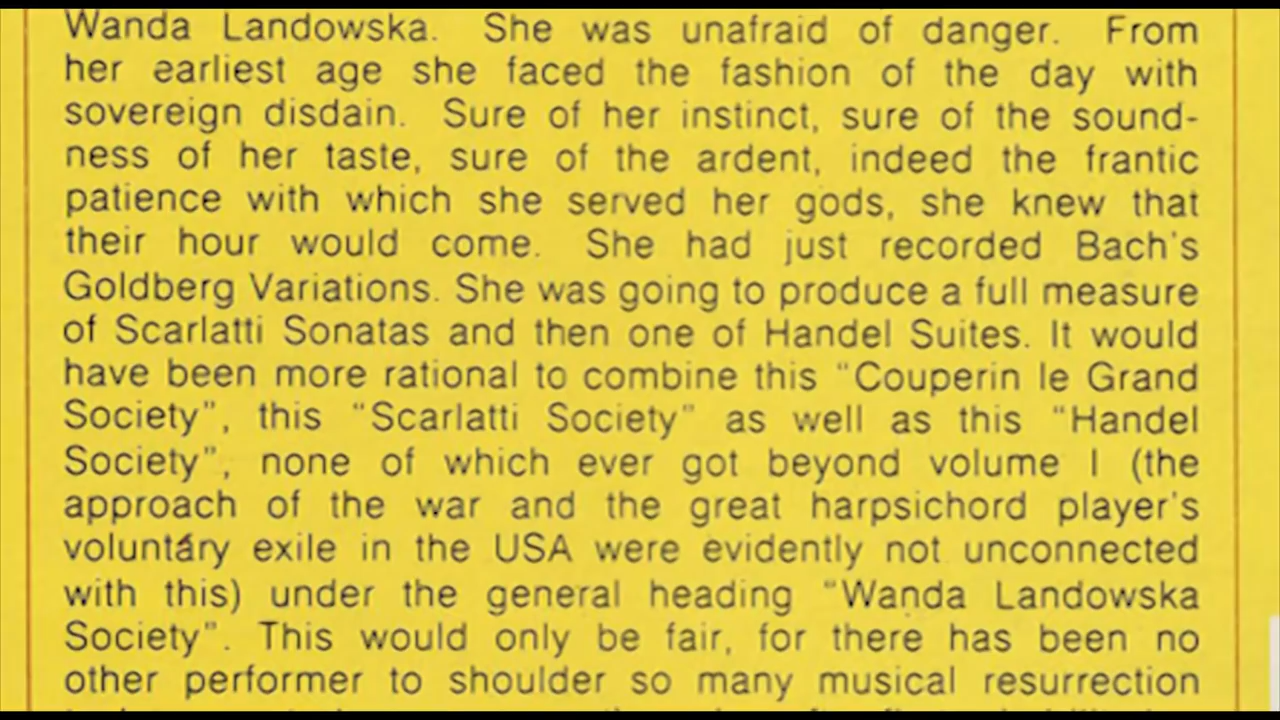 Wanda Landowska. She was unafraid of danger. From
her earliest age she faced the fashion of the day with
sovereign disdain. Sure of her instinct, sure of the sound-
ness of her taste, sure of the ardent, indeed the frantic
patience with which she served her gods, she knew that
their hour would come. She had just recorded Bach's
Goldberg Variations. She was going to produce a full measure
of Scarlatti Sonatas and then one of Handel Suites. It would
have been more rational to combine this "Couperin le Grand
Society", this "Scarlatti Society" as well as this "Handel
Society", none of which ever got beyond volume I (the
approach of the war and the great harpsichord player's
voluntáry exile in the USA were evidently not unconnected
with this) under the general heading "Wanda Landowska
Society". This would only be fair, for there has been no
other performer to shoulder so many musical resurrection